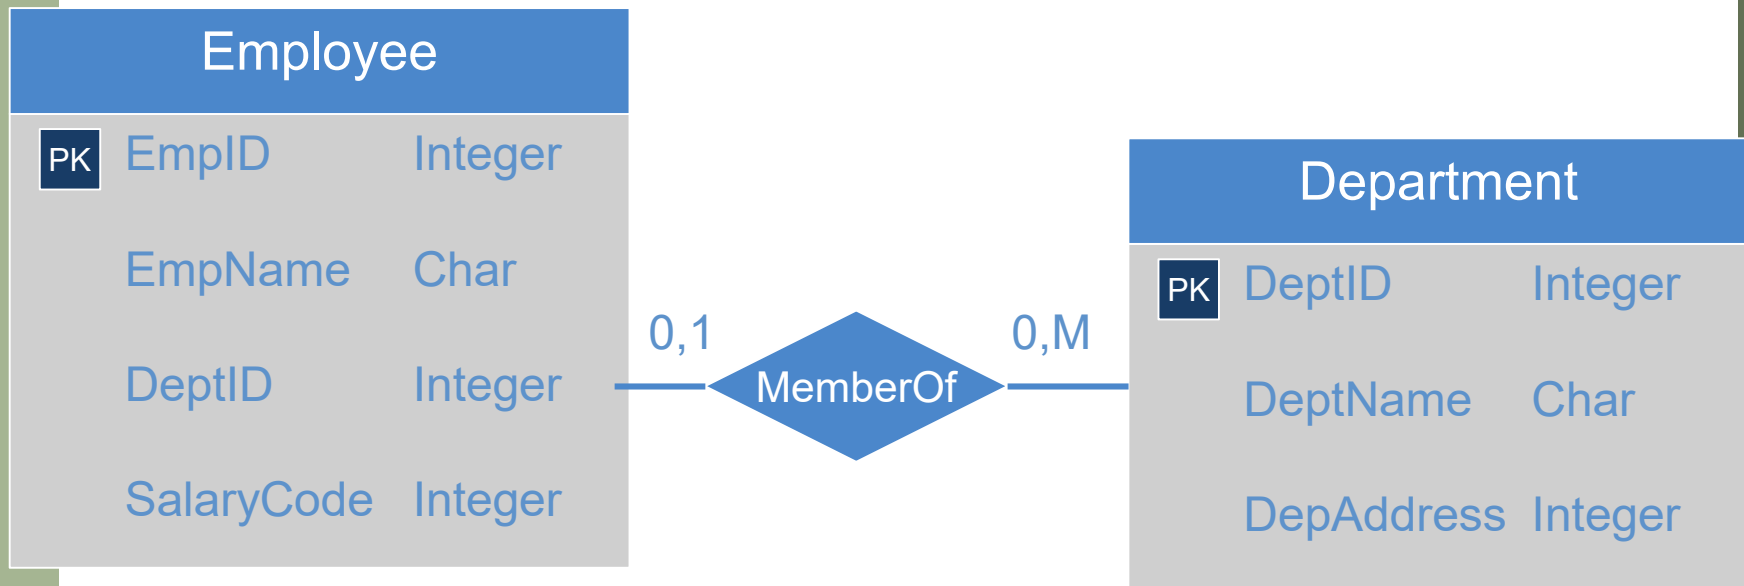 Employee
PK EmpID Integer
EmpName Char
DeptID Integer
SalaryCode Integer
0,1
MemberOf
0,M
Department
PK DeptID Integer
DeptName Char
DepAddress Integer